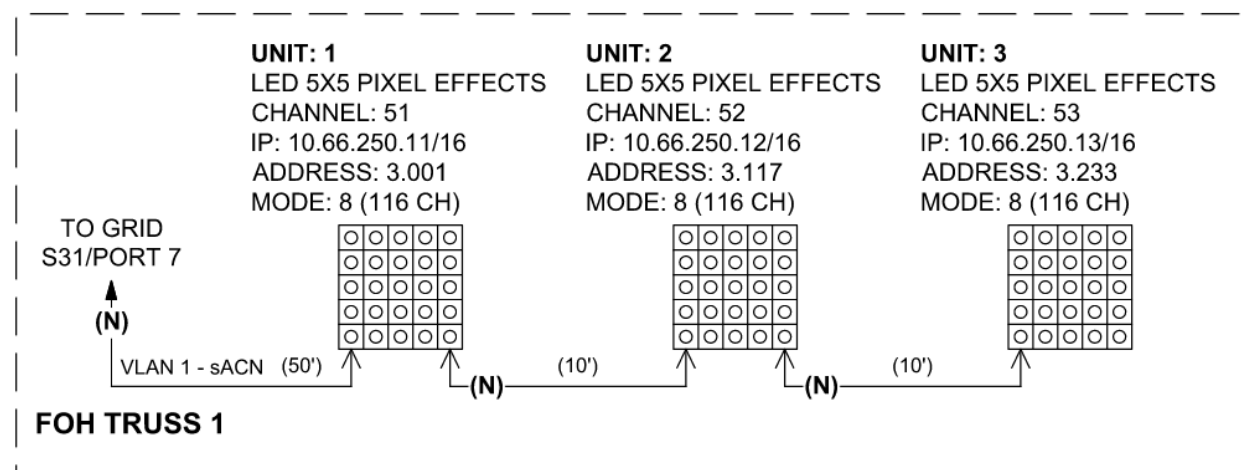 UNIT: 1
LED 5X5 PIXEL EFFECTS
CHANNEL: 51
IP: 10.66.250.11/16
ADDRESS: 3.001
MODE: 8 (116 CH)
UNIT: 2
LED 5X5 PIXEL EFFECTS
CHANNEL: 52
IP: 10.66.250.12/16
ADDRESS: 3.117
MODE: 8 (116 CH)
UNIT: 3
LED 5X5 PIXEL EFFECTS
CHANNEL: 53
IP: 10.66.250.13/16
ADDRESS: 3.233
MODE: 8 (116 CH)
TO GRID
S31/PORT 7
(N)
VLAN 1 - sACN (50')
(N)
(10')
(N)
(10')
FOH TRUSS 1